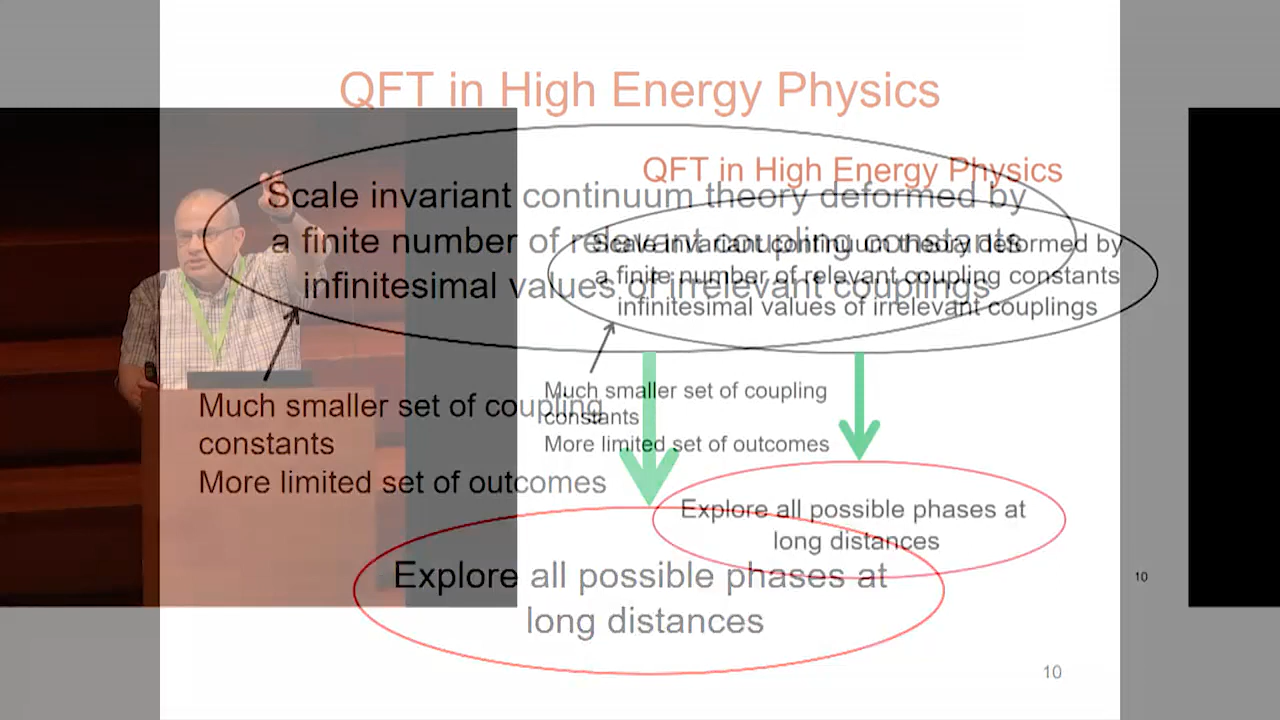 QFT in High Energy Physics
Scale invariant continuum theory deformed by
a finite number of relevant coupling constants
infinitesimal values of irrelevant couplings
Much smaller set of coupling
constants
More limited set of outcomes
Explore all possible phases at
long distances
10
QFT in High Energy Physics
Scale invariant continuum theory deformed by
a finite number of relevant coupling constants
infinitesimal values of irrelevant couplings
Much smaller set of coupling
constants
More limited set of outcomes
Explore all possible phases at
long distances
10